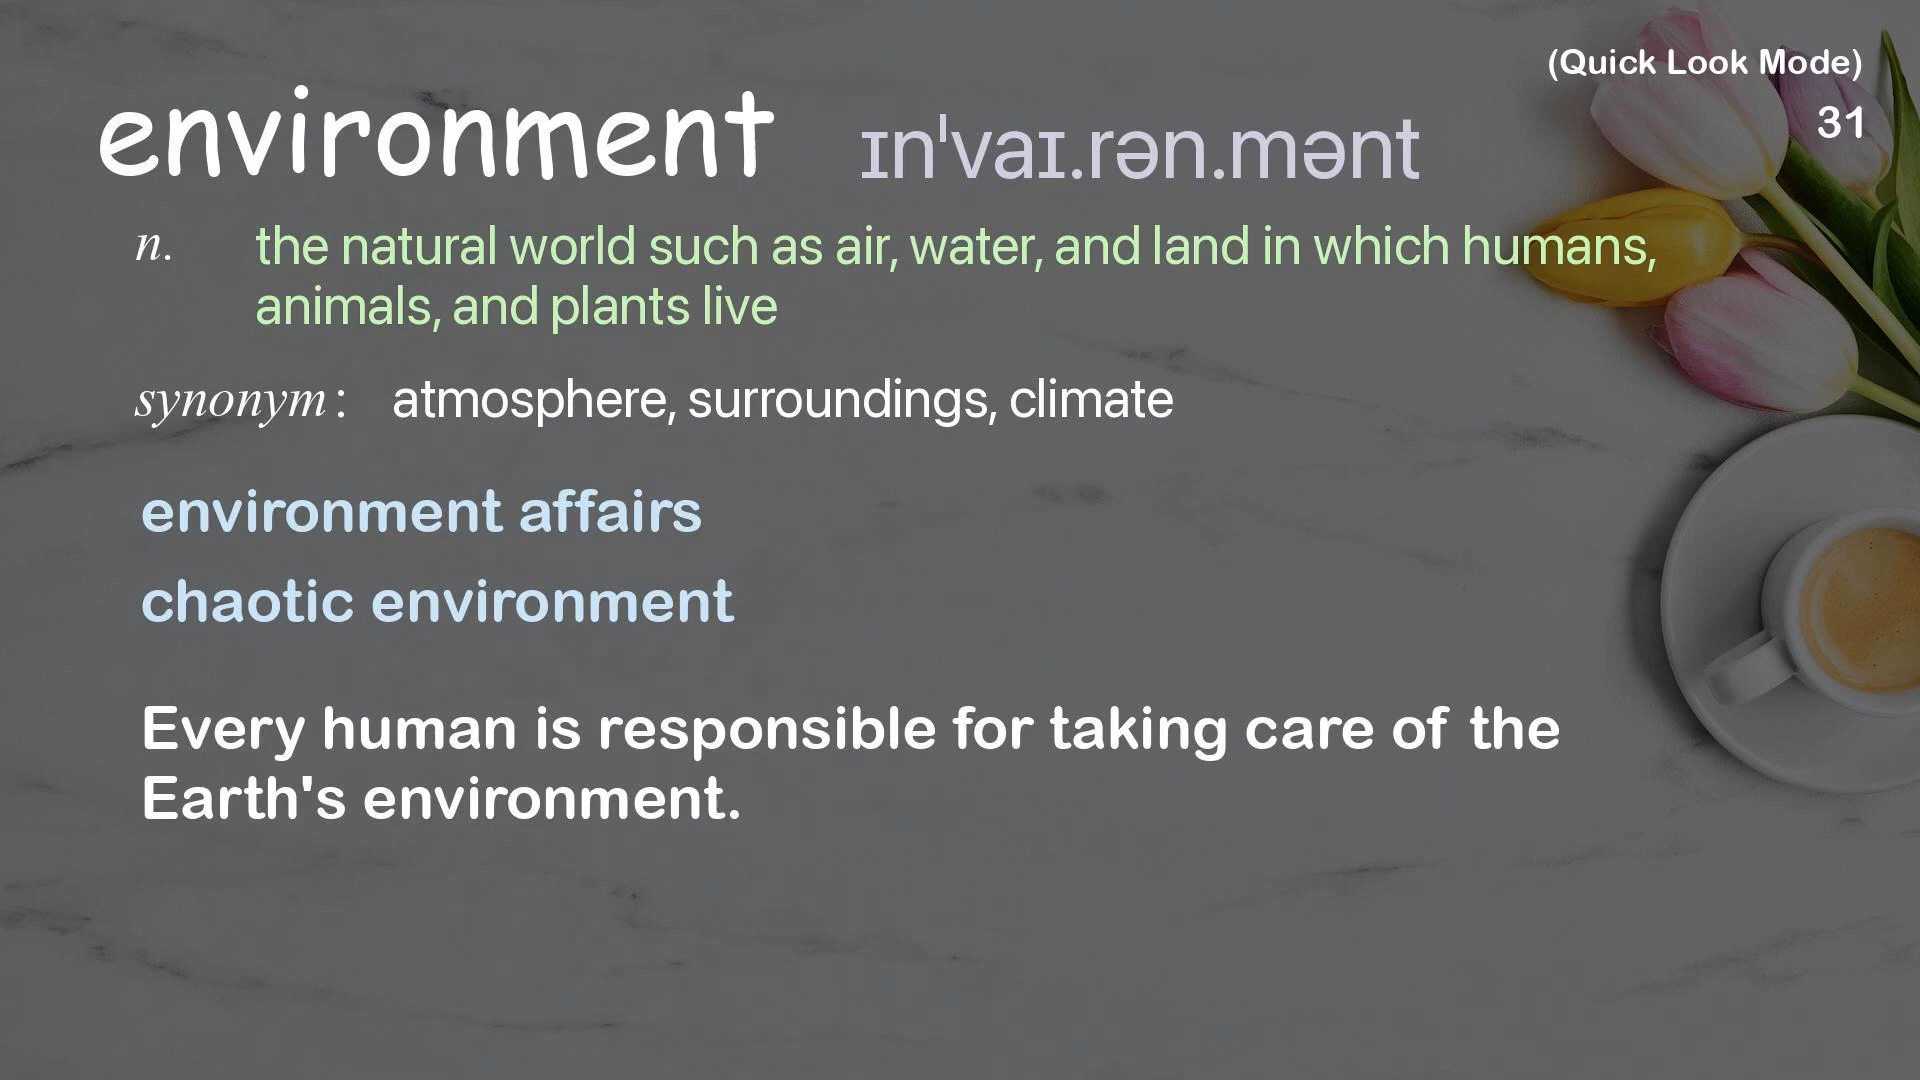 (Quick Look Mode)
31
environment ɪnˈvaɪ.rən.mənt
n. the natural world such as air, water, and land in which humans,
animals, and plants live
synonym: atmosphere, surroundings, climate
environment affairs
chaotic environment
Every human is responsible for taking care of the
Earth's environment.